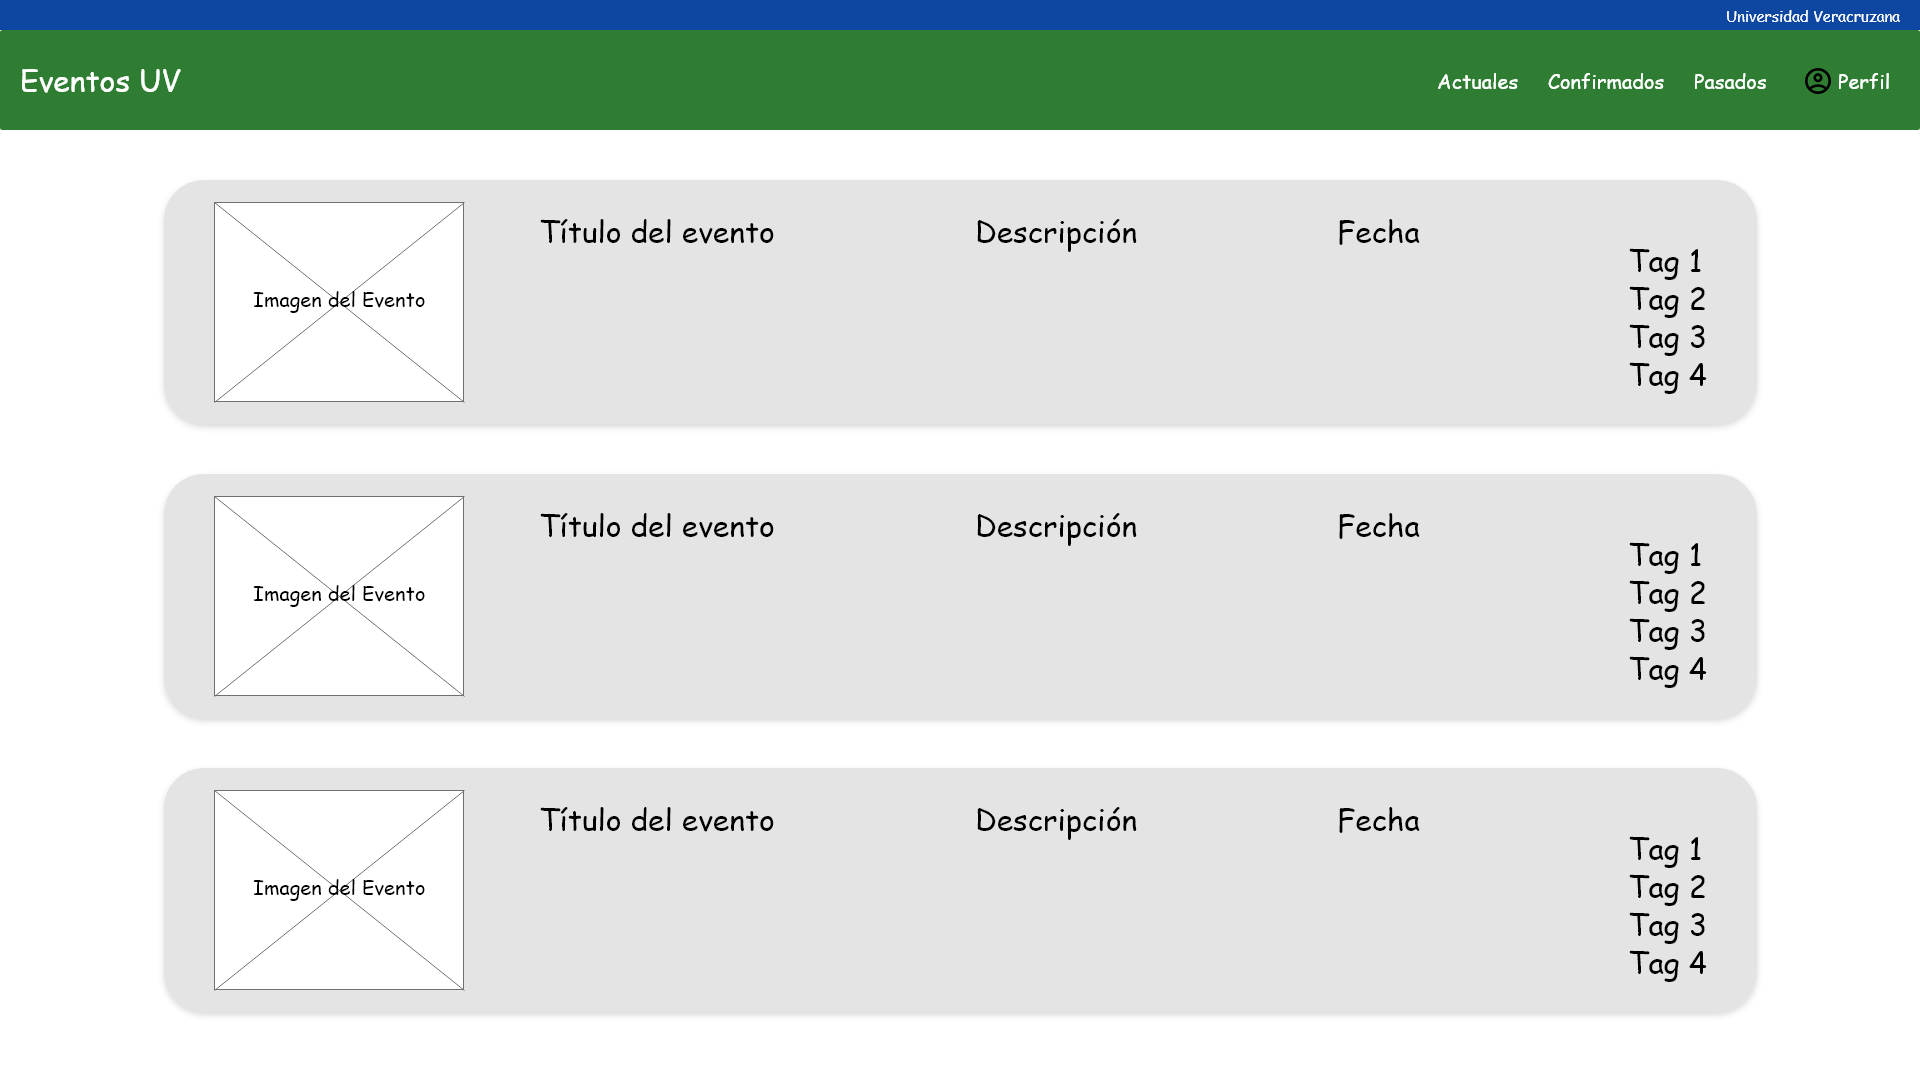 Universidad Veracruzana
Eventos UV
Actuales
Confirmados
Pasados
Perfil
Imagen del Evento
Título del evento
Descripción
Fecha
Tag 1
Tag 2
Tag 3
Tag 4
Imagen del Evento
Título del evento
Descripción
Fecha
Tag 1
Tag 2
Tag 3
Tag 4
Imagen del Evento
Título del evento
Descripción
Fecha
Tag 1
Tag 2
Tag 3
Tag 4